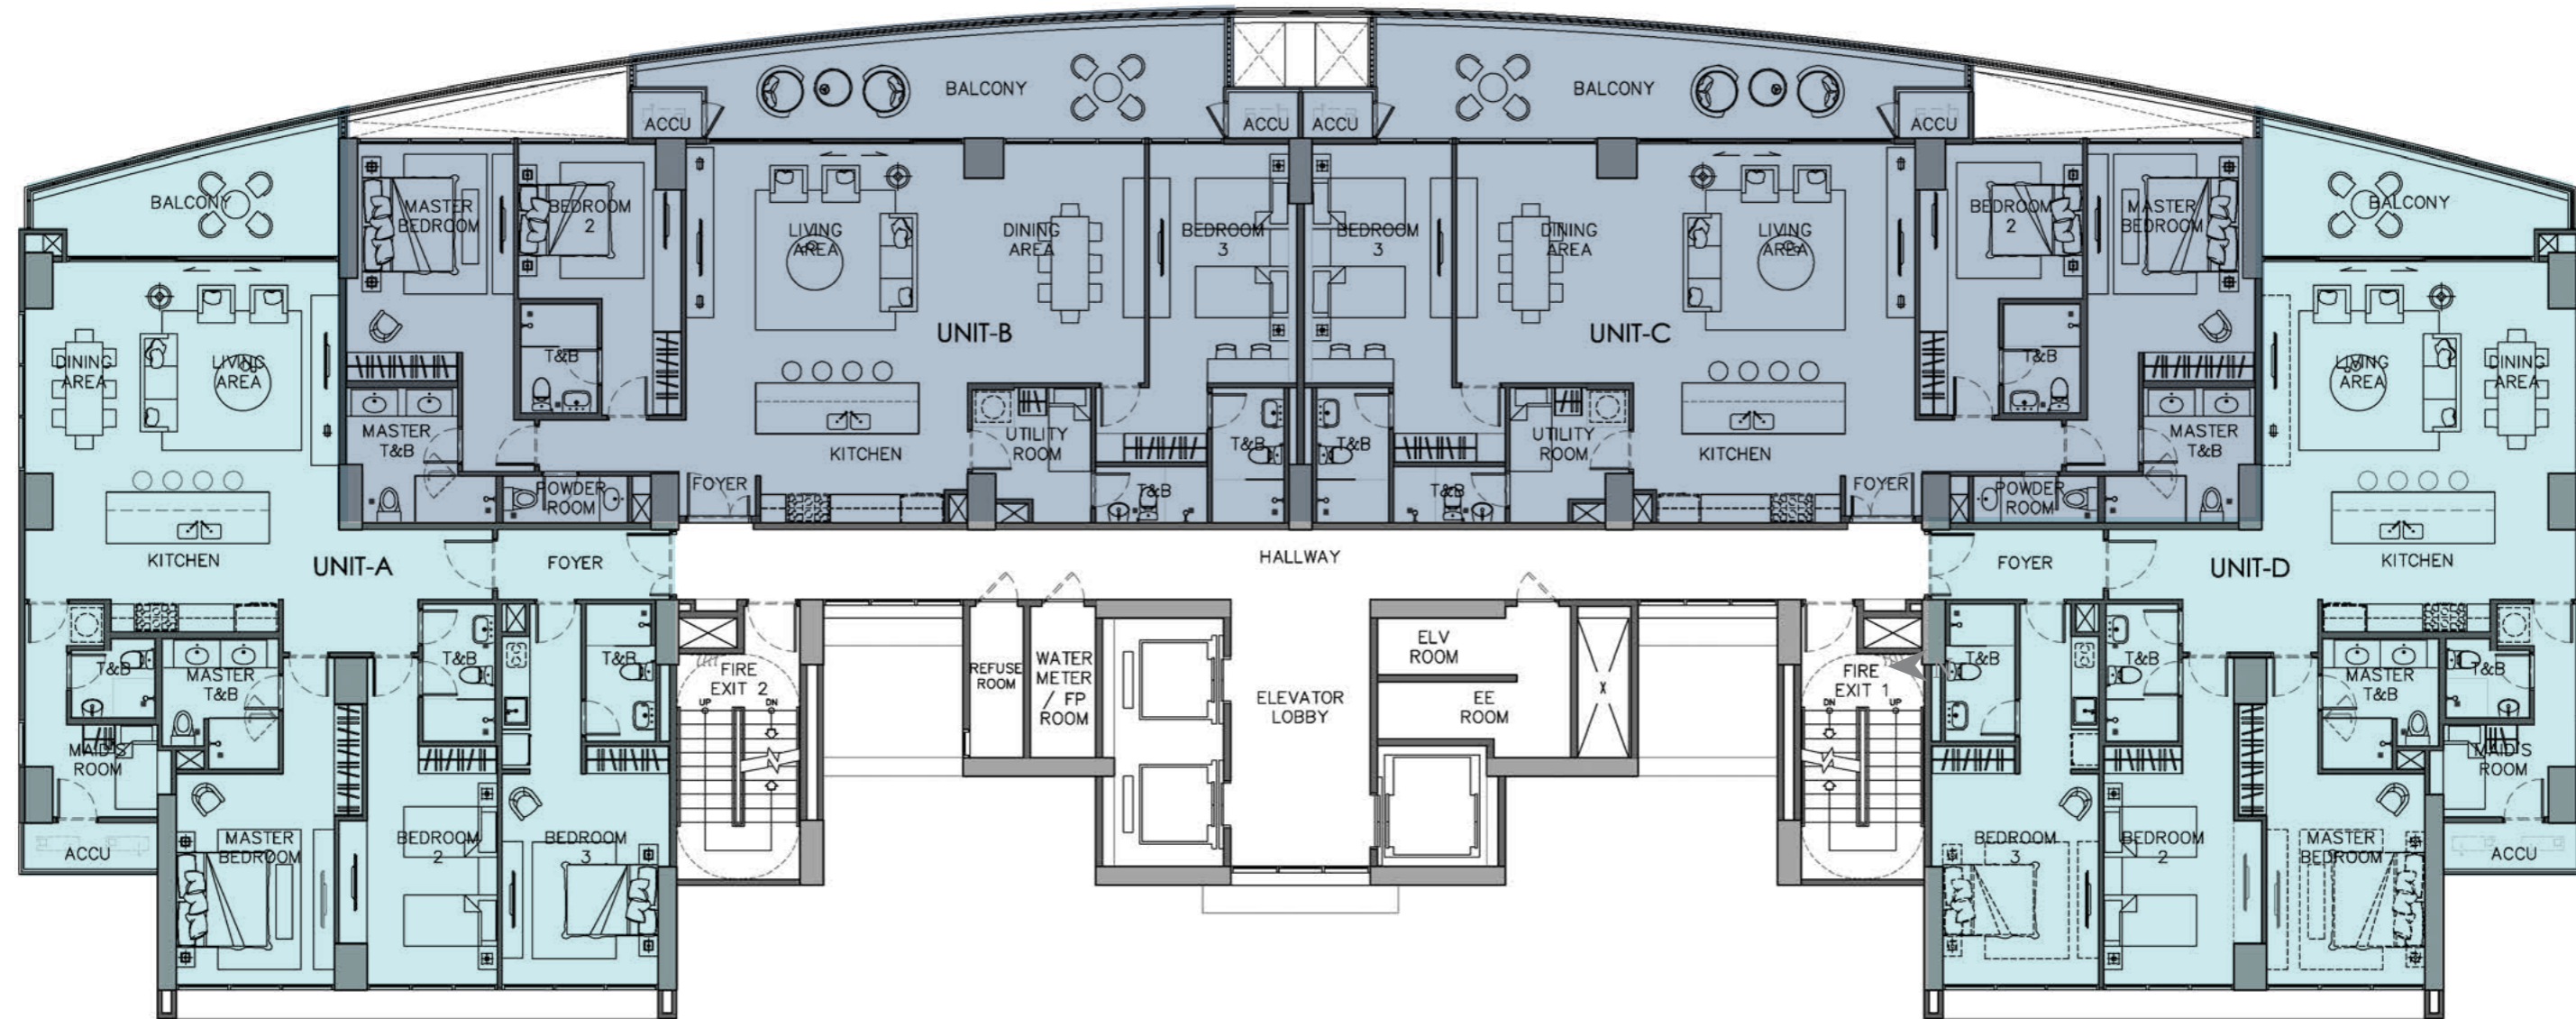 BALCONY
BALCONY
ACCU
ACCU
ACCU
ACCU
BALCONY
BALCONY
MASTER
BEDROOM
BEDROOM
2
LIVING
AREA
DINING
AREA
BEDROOM
3
BEDROOM
3
DINING
AREA
LIVING
AREA
BEDROOM
2
MASTER
BEDROOM
UNIT-B
UNIT-C
DINING
AREA
LIVING
AREA
T&B
T&B
LIVING
AREA
DINING
AREA
MASTER
T&B
KITCHEN
UTILITY
ROOM
T&B
T&B
UTILITY
ROOM
KITCHEN
MASTER
T&B
POWDER
ROOM
FOYER
T&B
T&B
FOYER
POWDER
ROOM
KITCHEN
UNIT-A
FOYER
HALLWAY
FOYER
UNIT-D
KITCHEN
T&B
MASTER
T&B
T&B
T&B
FIRE
EXIT 2
UP
DN
REFUSE
ROOM
WATER
METER
/ FP
ROOM
ELEVATOR
LOBBY
ELV
ROOM
EE
ROOM
X
FIRE
EXIT 1
DN
UP
T&B
T&B
MASTER
T&B
T&B
MAID'S
ROOM
MAID'S
ROOM
ACCU
MASTER
BEDROOM
BEDROOM
2
BEDROOM
3
BEDROOM
3
BEDROOM
2
MASTER
BEDROOM
ACCU